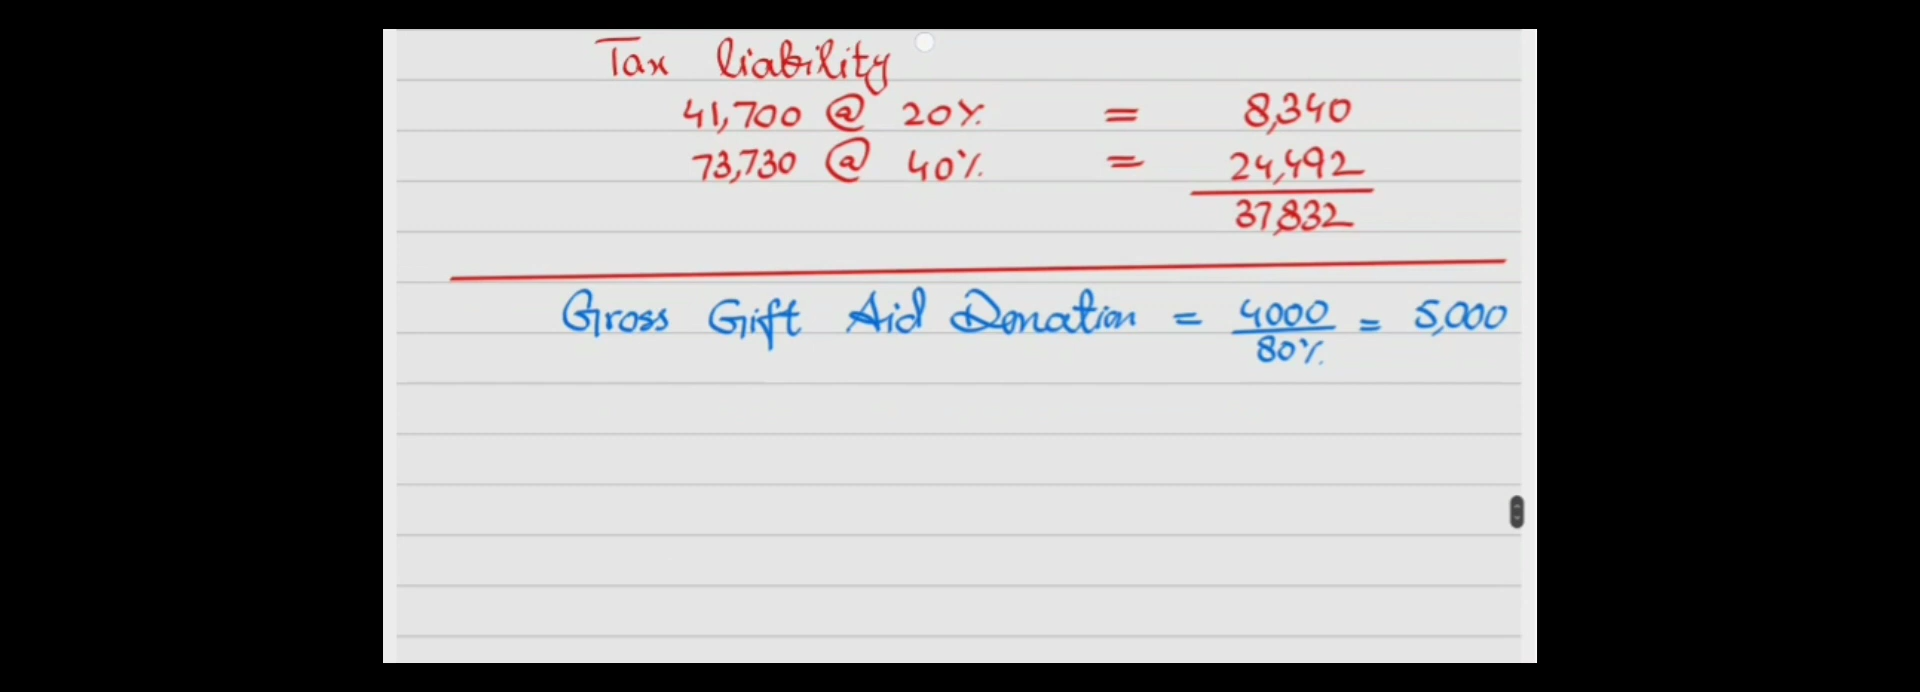 Tax liability
41,700 @ 20% = 8,340
73,730 @ 40% = 24,492
37,832
Gross Gift Aid Donation = 4000 / 80% = 5,000